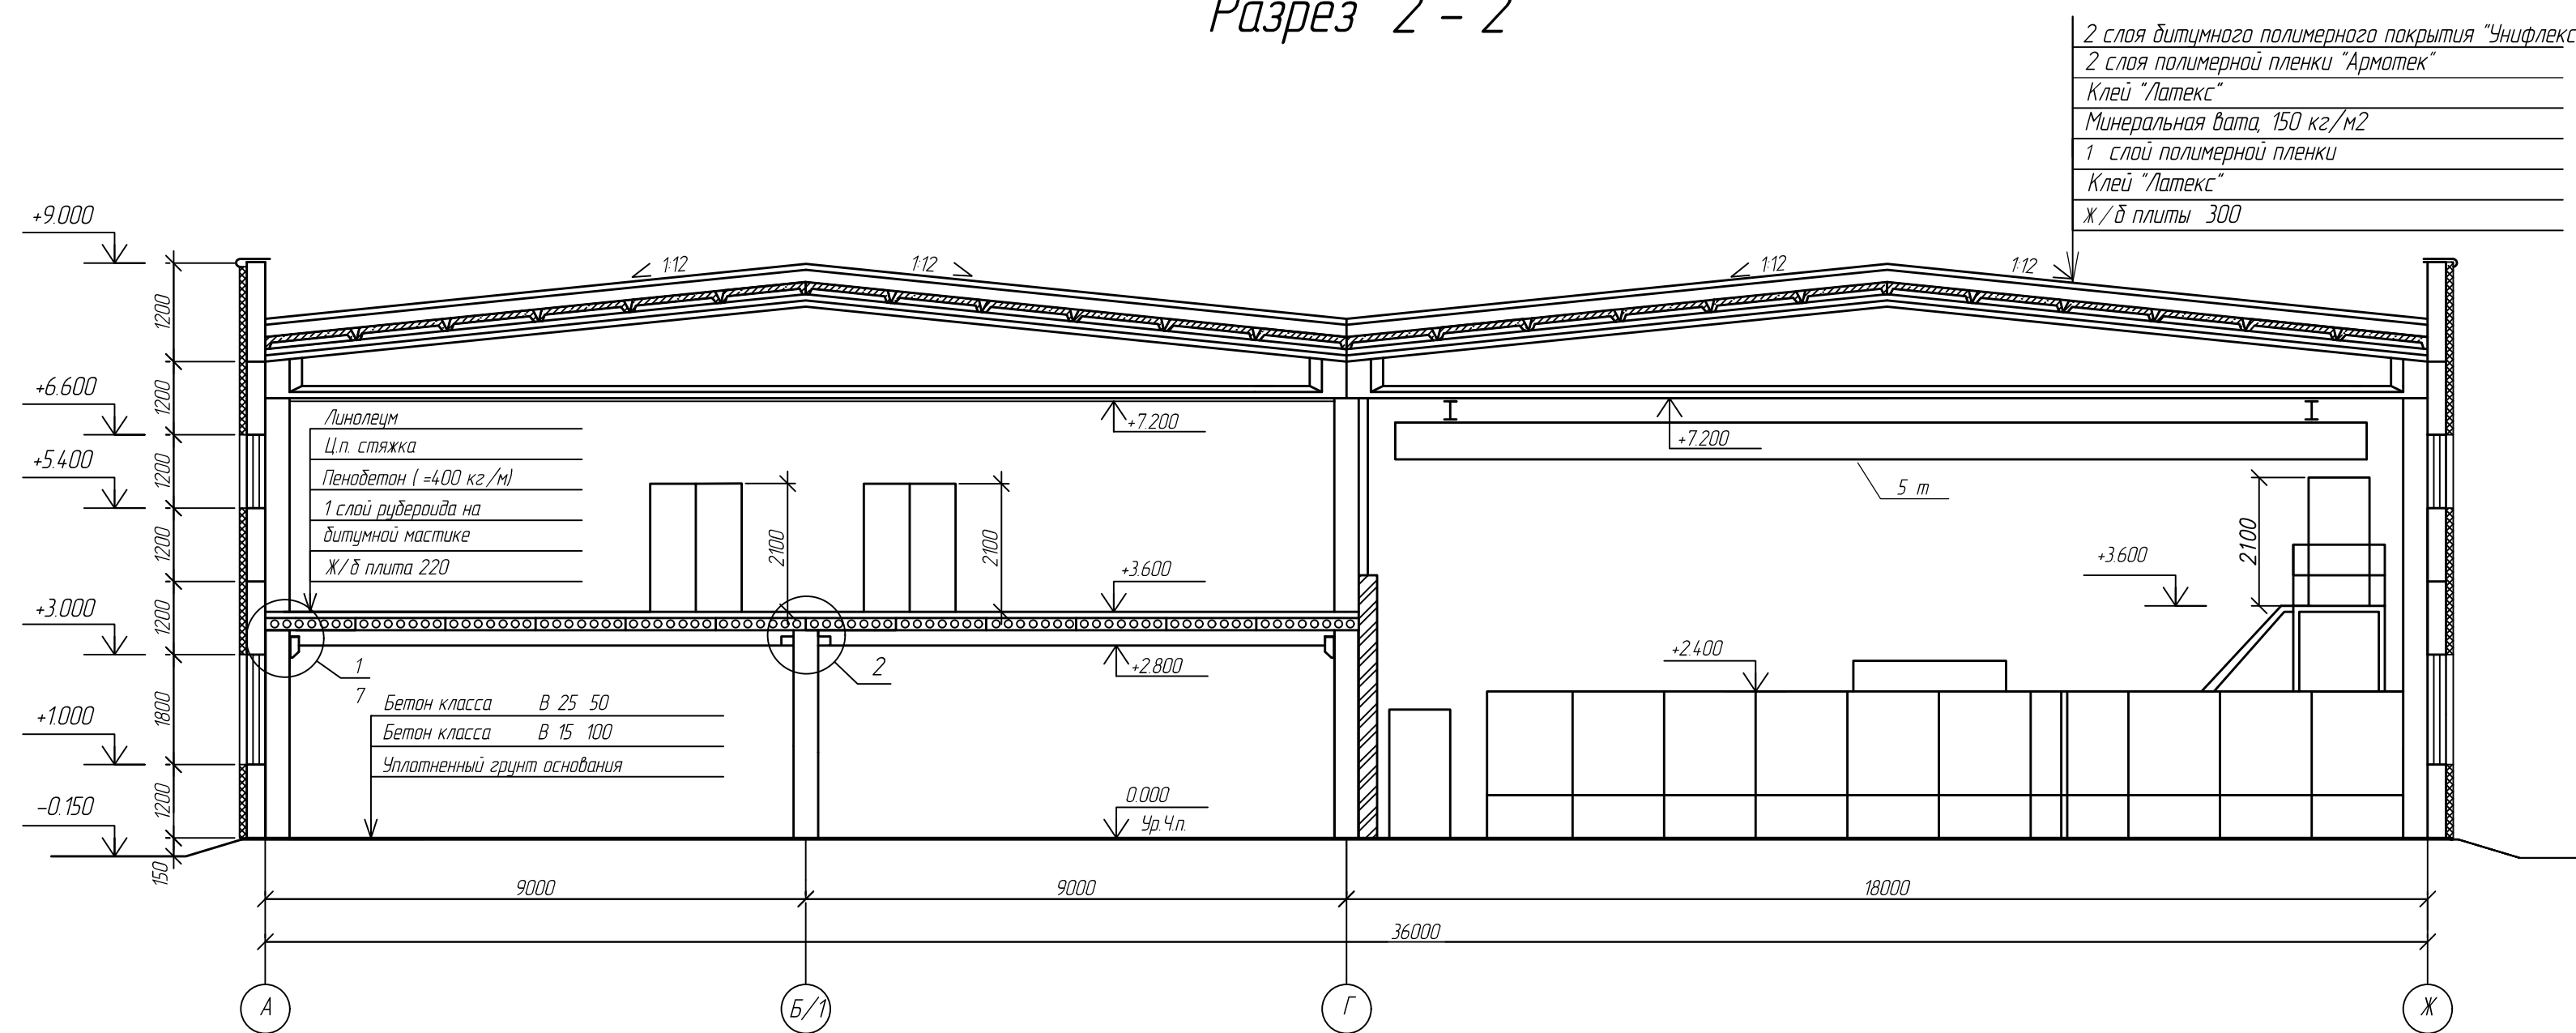 Разрез 2 - 2
2 слоя битумного полимерного покрытия "Унифлекс
2 слоя полимерной пленки "Армотек"
Клей "Латекс"
Минеральная вата, 150 кг/м2
1 слой полимерной пленки
Клей "Латекс"
Ж/б плиты 300
+9.000
1:12
1:12
1:12
1:12
1200
+6.600
1200
+5.400
1200
1200
+3.000
1200
+1.000
1800
-0.150
1200
150
Линолеум
Ц.п. стяжка
Пенобетон ( =400 кг/м)
1 слой рубероида на
битумной мастике
Ж/б плита 220
2100
2100
+7.200
+3.600
+7.200
5 т
2100
+3.600
+2.400
1
7
2
+2.800
Бетон класса В 25 50
Бетон класса В 15 100
Уплотненный грунт основания
0.000
Ур.Ч.п.
9000
9000
18000
36000
А
Б/1
Г
Ж